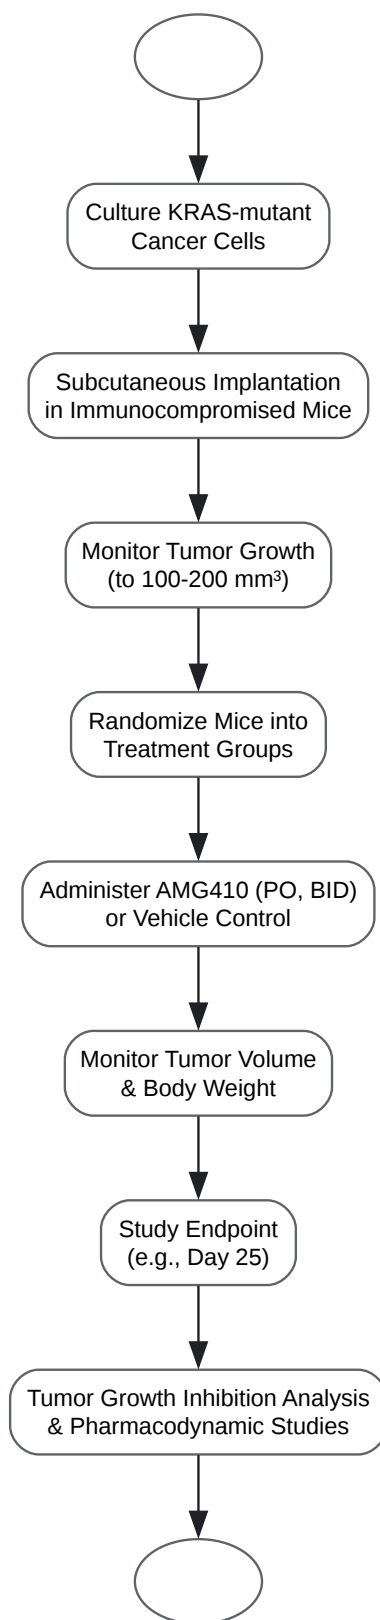 Culture KRAS-mutant
Cancer Cells
Subcutaneous Implantation
in Immunocompromised Mice
Monitor Tumor Growth
(to 100-200 mm³)
Randomize Mice into
Treatment Groups
Administer AMG410 (PO, BID)
or Vehicle Control
Monitor Tumor Volume
& Body Weight
Study Endpoint
(e.g., Day 25)
Tumor Growth Inhibition Analysis
& Pharmacodynamic Studies